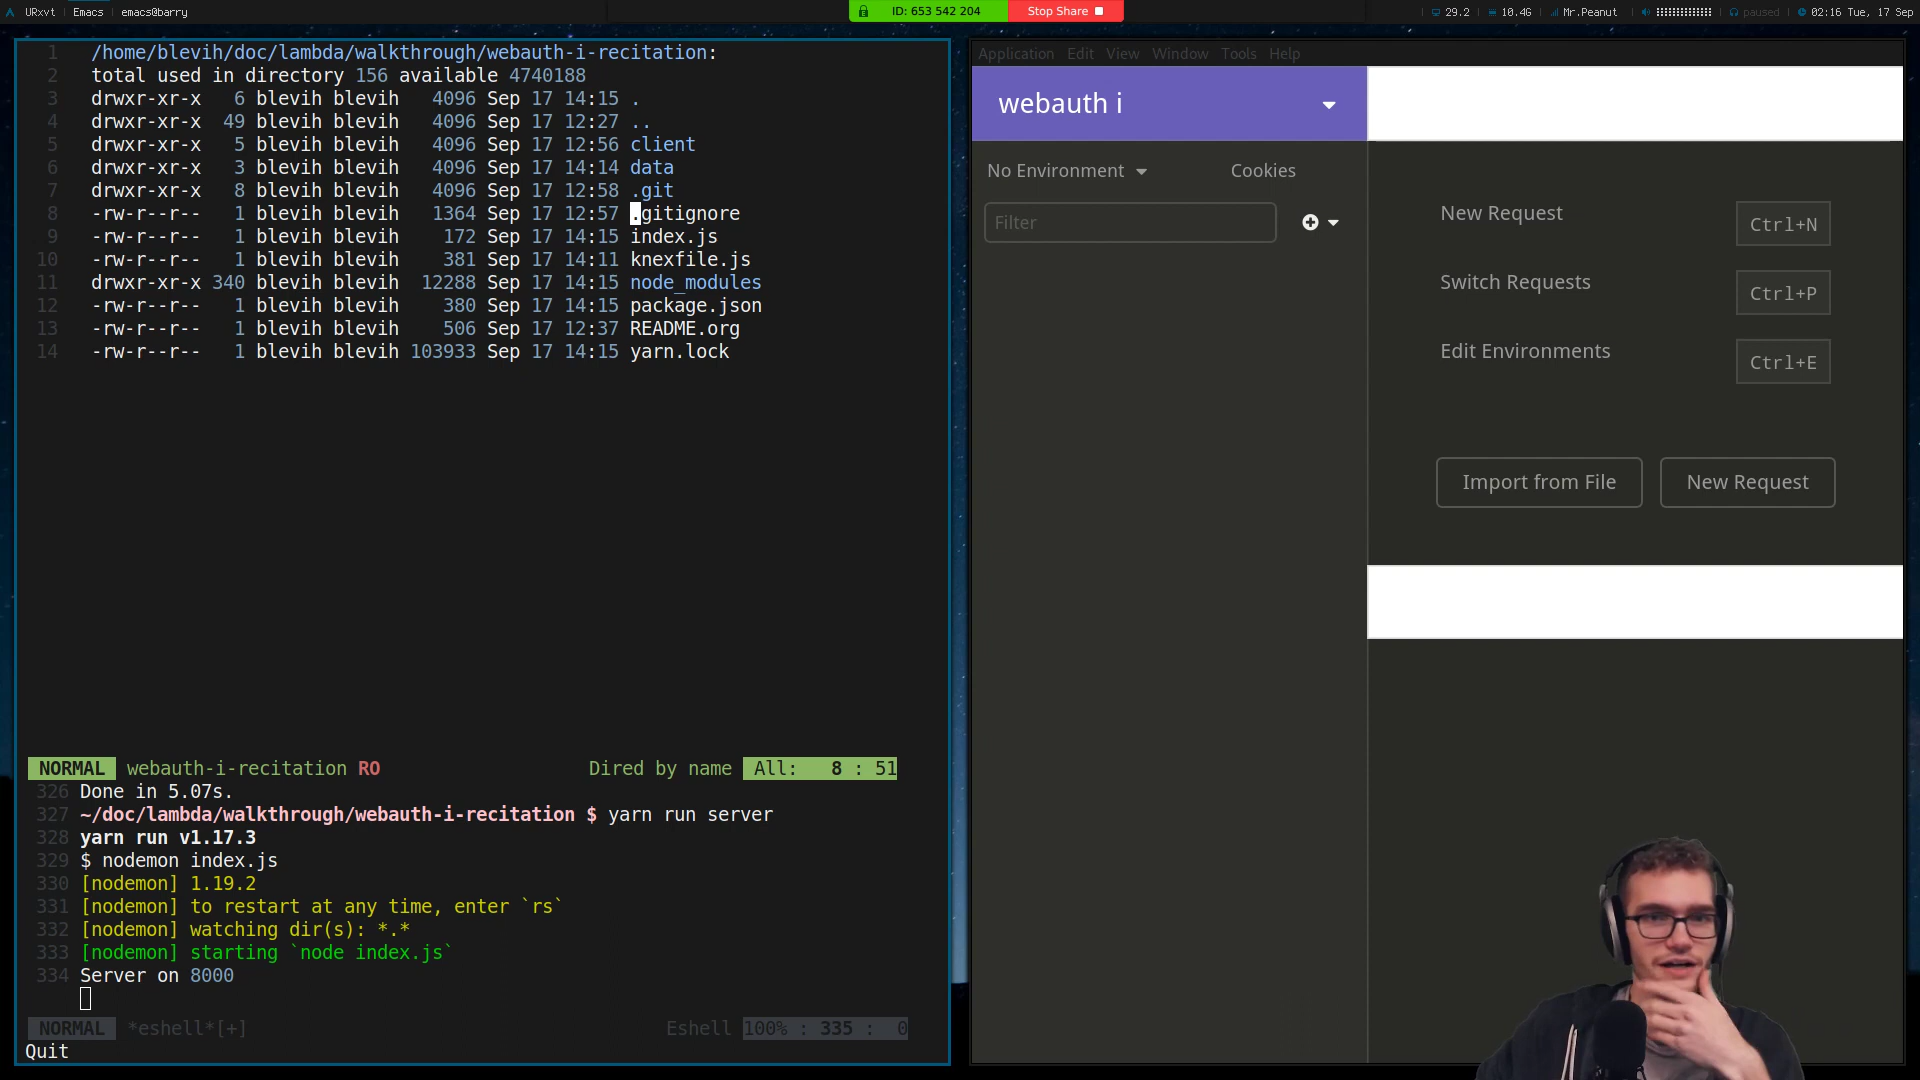 URxvt Emacs emacs@barry
ID: 653 542 204 Stop Share
29.2 10.4G Mr.Peanut paused 02:16 Tue, 17 Sep
1 /home/blevih/doc/lambda/walkthrough/webauth-i-recitation:
2 total used in directory 156 available 4740188
3 drwxr-xr-x 6 blevih blevih 4096 Sep 17 14:15 .
4 drwxr-xr-x 49 blevih blevih 4096 Sep 17 12:27 ..
5 drwxr-xr-x 5 blevih blevih 4096 Sep 17 12:56 client
6 drwxr-xr-x 3 blevih blevih 4096 Sep 17 14:14 data
7 drwxr-xr-x 8 blevih blevih 4096 Sep 17 12:58 .git
8 -rw-r--r-- 1 blevih blevih 1364 Sep 17 12:57 .gitignore
9 -rw-r--r-- 1 blevih blevih 172 Sep 17 14:15 index.js
10 -rw-r--r-- 1 blevih blevih 381 Sep 17 14:11 knexfile.js
11 drwxr-xr-x 340 blevih blevih 12288 Sep 17 14:15 node_modules
12 -rw-r--r-- 1 blevih blevih 380 Sep 17 14:15 package.json
13 -rw-r--r-- 1 blevih blevih 506 Sep 17 12:37 README.org
14 -rw-r--r-- 1 blevih blevih 103933 Sep 17 14:15 yarn.lock
NORMAL webauth-i-recitation RO Dired by name All: 8 : 51
326 Done in 5.07s.
327 ~/doc/lambda/walkthrough/webauth-i-recitation $ yarn run server
328 yarn run v1.17.3
329 $ nodemon index.js
330 [nodemon] 1.19.2
331 [nodemon] to restart at any time, enter `rs`
332 [nodemon] watching dir(s): *.*
333 [nodemon] starting `node index.js`
334 Server on 8000
NORMAL *eshell*[+] Eshell 100% : 335 : 0
Quit
Application Edit View Window Tools Help
webauth i
No Environment Cookies
Filter
New Request Ctrl+N
Switch Requests Ctrl+P
Edit Environments Ctrl+E
Import from File New Request